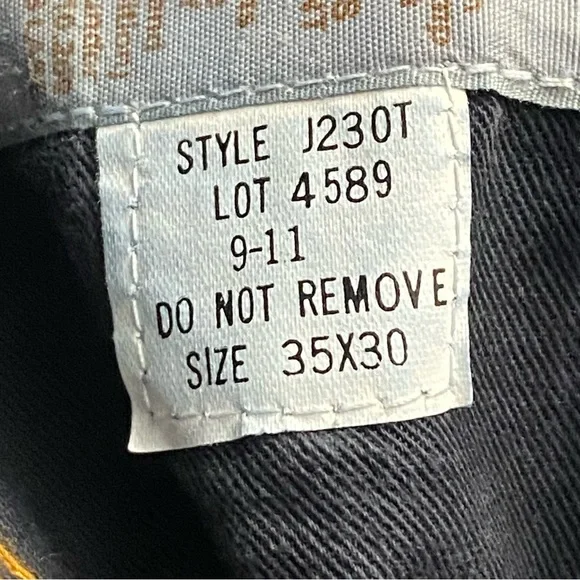 STYLE J230T
LOT 4589
9-11
DO NOT REMOVE
SIZE 35X30